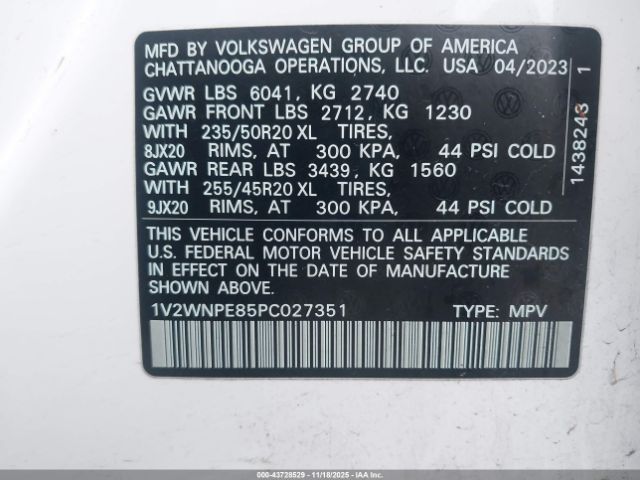 MFD BY VOLKSWAGEN GROUP OF AMERICA
CHATTANOOGA OPERATIONS, LLC. USA 04/2023
GVWR LBS 6041, KG 2740
GAWR FRONT LBS 2712, KG 1230
WITH 235/50R20 XL TIRES,
8JX20 RIMS, AT 300 KPA, 44 PSI COLD
GAWR REAR LBS 3439, KG 1560
WITH 255/45R20 XL TIRES,
9JX20 RIMS, AT 300 KPA, 44 PSI COLD
THIS VEHICLE CONFORMS TO ALL APPLICABLE
U.S. FEDERAL MOTOR VEHICLE SAFETY STANDARDS
IN EFFECT ON THE DATE OF MANUFACTURE
SHOWN ABOVE.
1V2WNPE85PC027351 TYPE: MPV
1438243 1
000-43728529 - 11/18/2025 - IAAI.COM